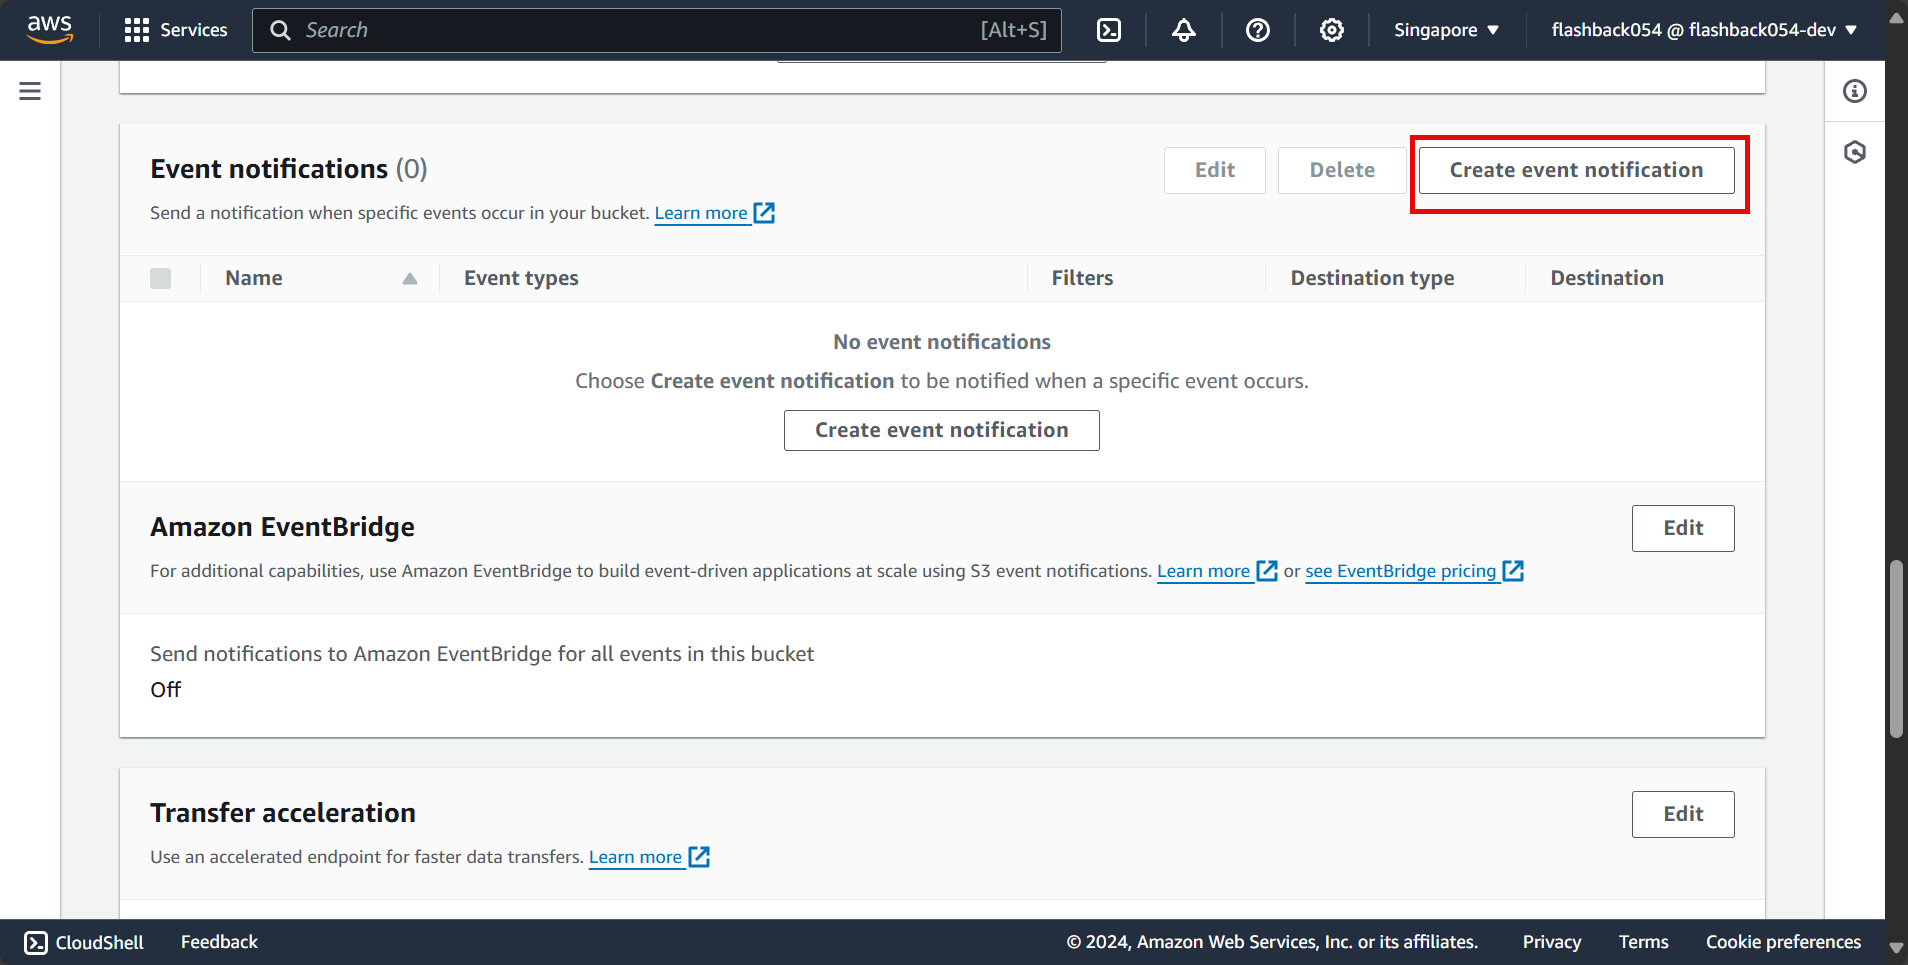 aws
Services
Search
[Alt+S]
Singapore
flashback054 @ flashback054-dev
Event notifications (0)
Edit
Delete
Create event notification
Send a notification when specific events occur in your bucket. Learn more
Name
Event types
Filters
Destination type
Destination
No event notifications
Choose Create event notification to be notified when a specific event occurs.
Create event notification
Amazon EventBridge
Edit
For additional capabilities, use Amazon EventBridge to build event-driven applications at scale using S3 event notifications. Learn more or see EventBridge pricing
Send notifications to Amazon EventBridge for all events in this bucket
Off
Transfer acceleration
Edit
Use an accelerated endpoint for faster data transfers. Learn more
CloudShell
Feedback
© 2024, Amazon Web Services, Inc. or its affiliates.
Privacy
Terms
Cookie preferences